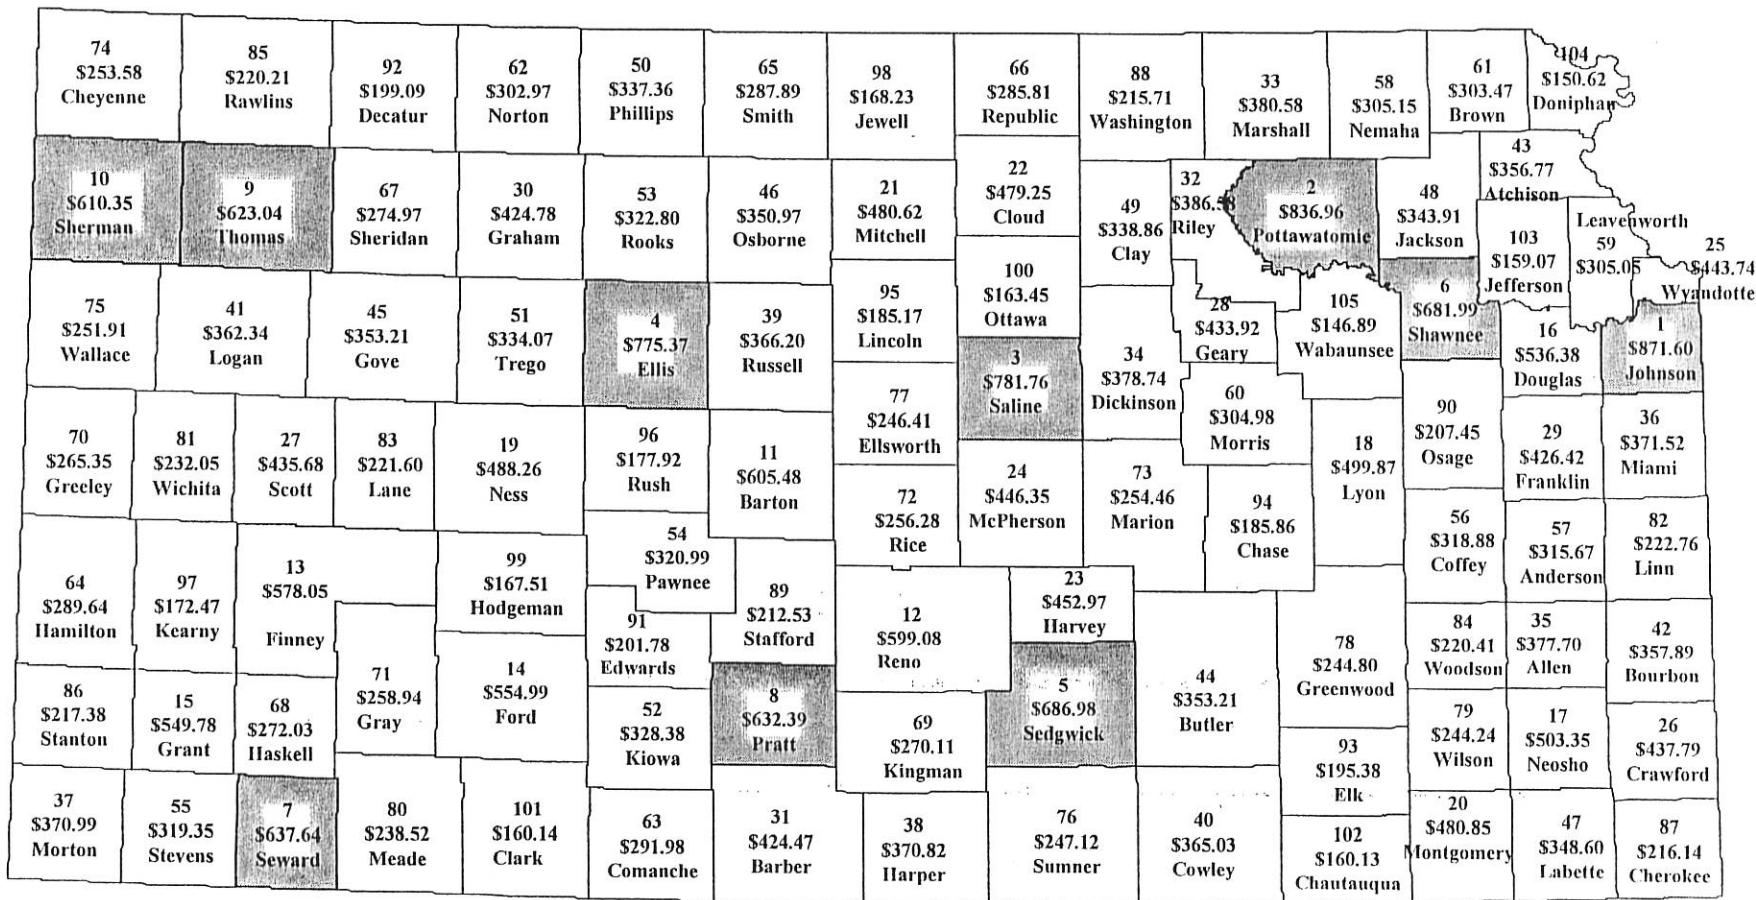 74
$253.58
Cheyenne
85
$220.21
Rawlins
92
$199.09
Decatur
62
$302.97
Norton
50
$337.36
Phillips
65
$287.89
Smith
98
$168.23
Jewell
66
$285.81
Republic
88
$215.71
Washington
33
$380.58
Marshall
58
$305.15
Nemaha
61
$303.47
Brown
104
$150.62
Doniphan
10
$610.35
Sherman
9
$623.04
Thomas
67
$274.97
Sheridan
30
$424.78
Graham
53
$322.80
Rooks
46
$350.97
Osborne
21
$480.62
Mitchell
22
$479.25
Cloud
49
$338.86
Clay
32
$386.58
Riley
2
$836.96
Pottawatomie
48
$343.91
Jackson
43
$356.77
Atchison
103
$159.07
Jefferson
Leavenworth
59
$305.05
25
$443.74
Wyandotte
75
$251.91
Wallace
41
$362.34
Logan
45
$353.21
Gove
51
$334.07
Trego
4
$775.37
Ellis
39
$366.20
Russell
95
$185.17
Lincoln
100
$163.45
Ottawa
34
$378.74
Dickinson
28
$433.92
Geary
105
$146.89
Wabaunsee
6
$681.99
Shawnee
16
$536.38
Douglas
1
$871.60
Johnson
3
$781.76
Saline
77
$246.41
Ellsworth
60
$304.98
Morris
70
$265.35
Greeley
81
$232.05
Wichita
27
$435.68
Scott
83
$221.60
Lane
19
$488.26
Ness
96
$177.92
Rush
11
$605.48
Barton
72
$256.28
Rice
24
$446.35
McPherson
73
$254.46
Marion
94
$185.86
Chase
18
$499.87
Lyon
90
$207.45
Osage
29
$426.42
Franklin
36
$371.52
Miami
64
$289.64
Hamilton
97
$172.47
Kearny
13
$578.05
Finney
99
$167.51
Hodgeman
54
$320.99
Pawnee
89
$212.53
Stafford
12
$599.08
Reno
23
$452.97
Harvey
56
$318.88
Coffey
57
$315.67
Anderson
82
$222.76
Linn
91
$201.78
Edwards
71
$258.94
Gray
14
$554.99
Ford
78
$244.80
Greenwood
84
$220.41
Woodson
35
$377.70
Allen
42
$357.89
Bourbon
86
$217.38
Stanton
15
$549.78
Grant
68
$272.03
Haskell
52
$328.38
Kiowa
8
$632.39
Pratt
69
$270.11
Kingman
5
$686.98
Sedgwick
44
$353.21
Butler
79
$244.24
Wilson
17
$503.35
Neosho
26
$437.79
Crawford
37
$370.99
Morton
55
$319.35
Stevens
7
$637.64
Seward
80
$238.52
Meade
101
$160.14
Clark
63
$291.98
Comanche
31
$424.47
Barber
38
$370.82
Harper
76
$247.12
Sumner
40
$365.03
Cowley
93
$195.38
Elk
102
$160.13
Chautauqua
20
$480.85
Montgomery
47
$348.60
Labette
87
$216.14
Cherokee